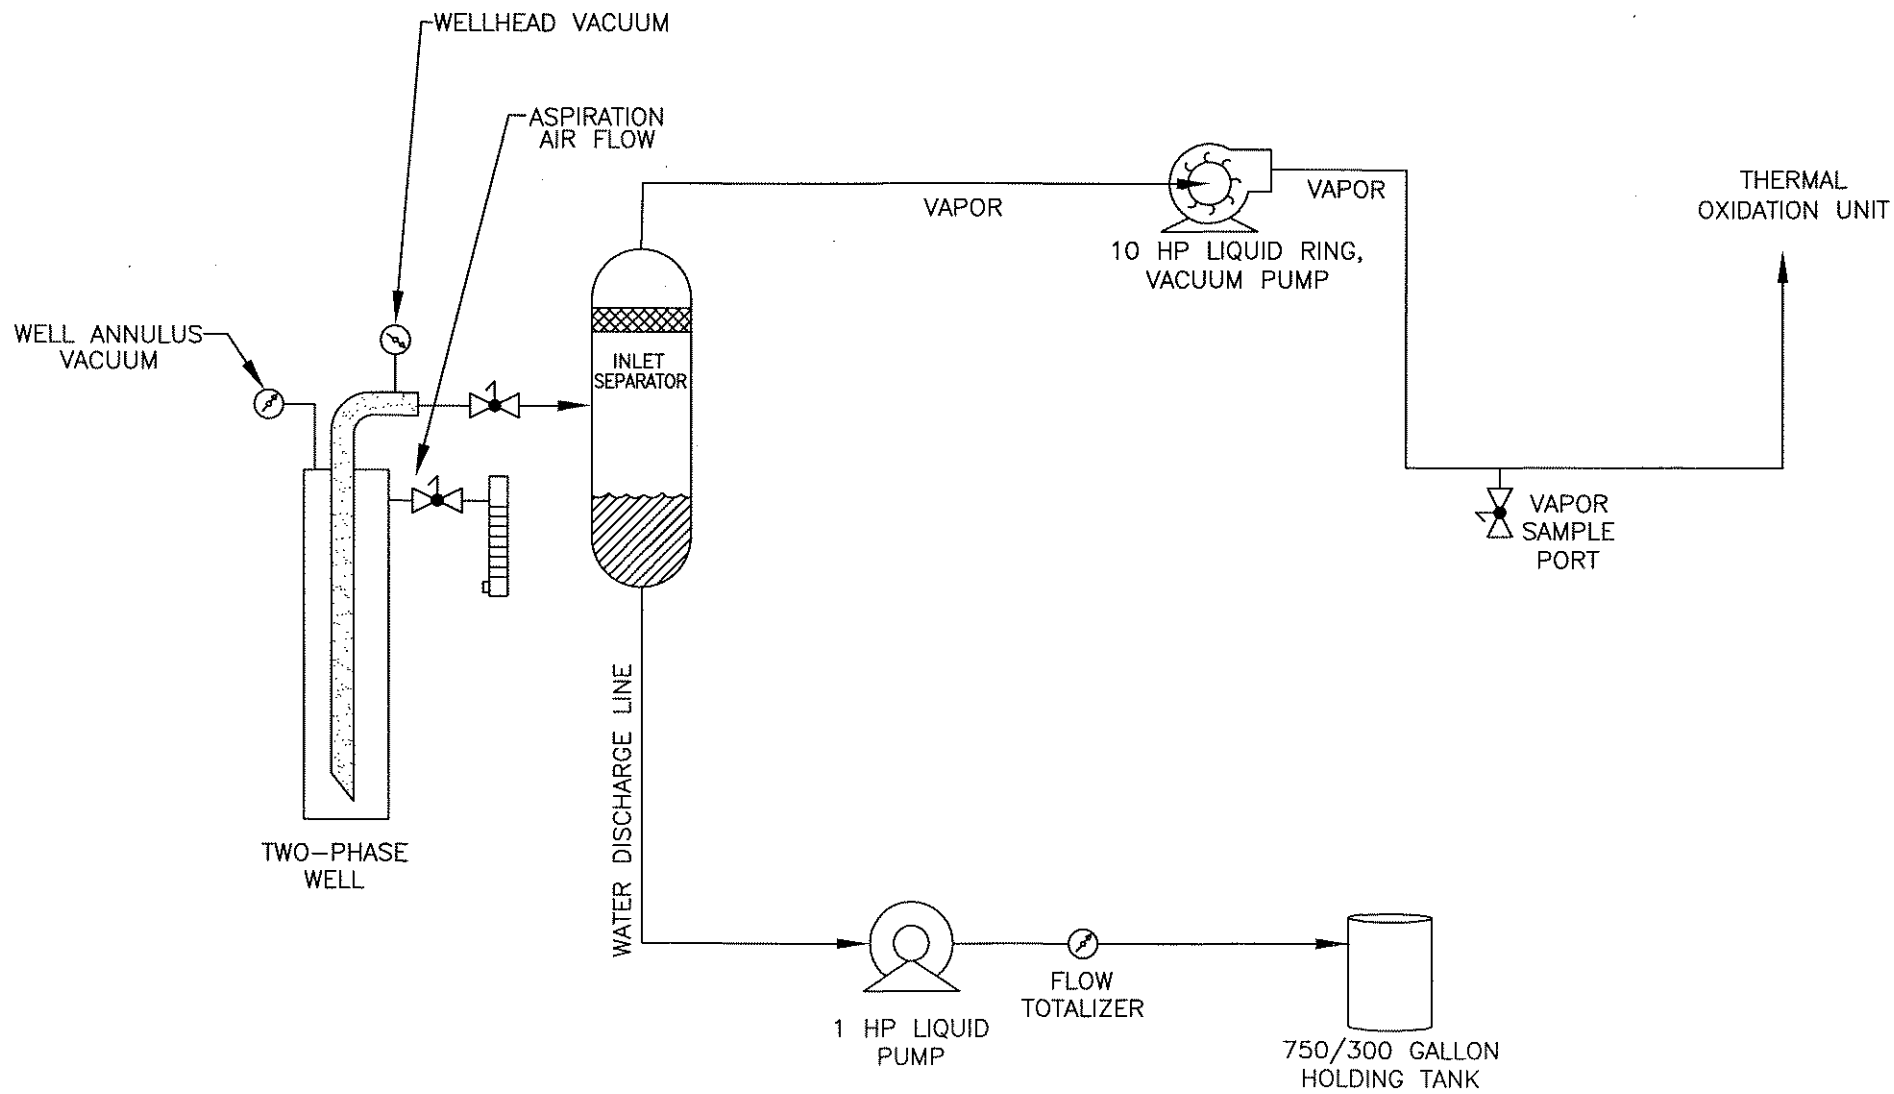 WELLHEAD VACUUM
ASPIRATION
AIR FLOW
THERMAL
OXIDATION UNIT
VAPOR
VAPOR
10 HP LIQUID RING,
VACUUM PUMP
WELL ANNULUS
VACUUM
INLET
SEPARATOR
VAPOR
SAMPLE
PORT
WATER DISCHARGE LINE
TWO-PHASE
WELL
FLOW
TOTALIZER
1 HP LIQUID
PUMP
750/300 GALLON
HOLDING TANK